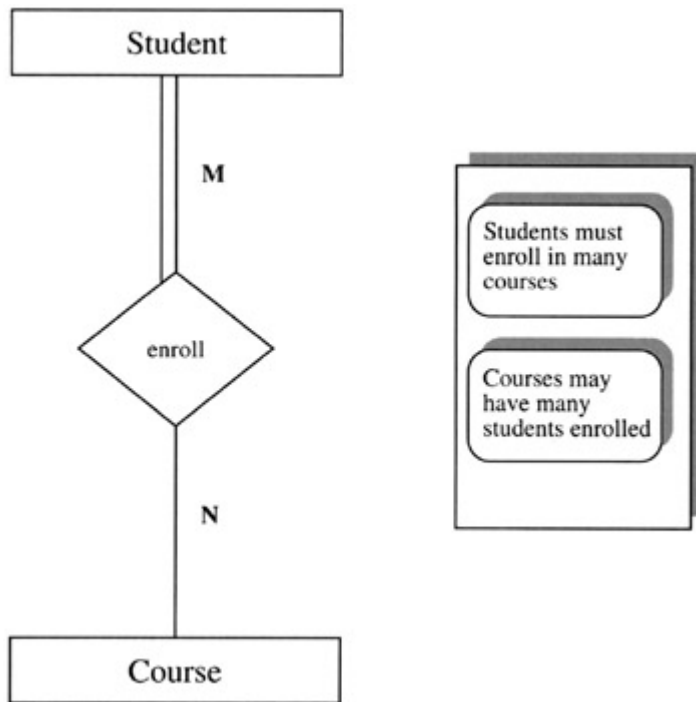 Student
M
enroll
N
Course
Students must
enroll in many
courses
Courses may
have many
students enrolled